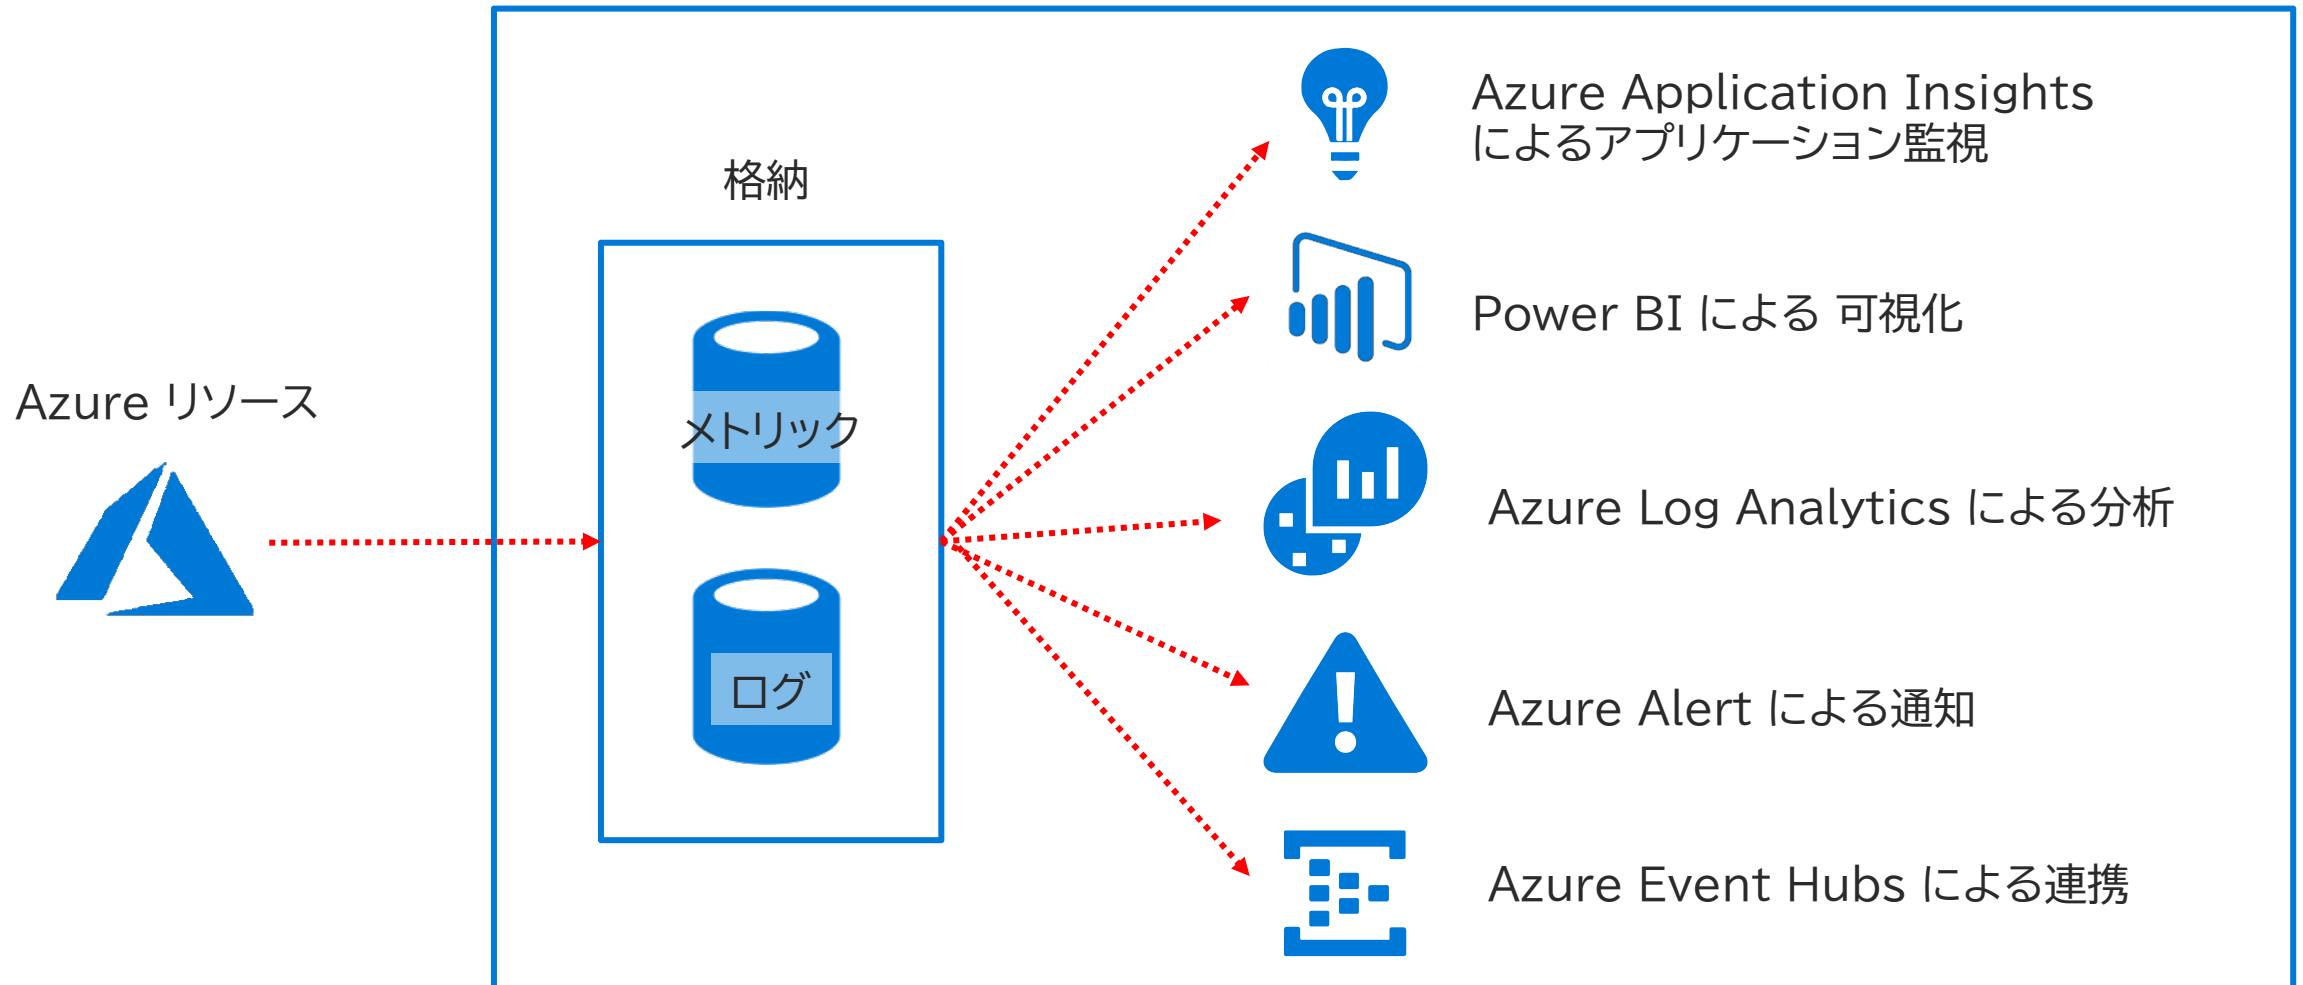 Azure リソース
格納
メトリック
ログ
Azure Application Insights
によるアプリケーション監視
Power BI による 可視化
Azure Log Analytics による分析
Azure Alert による通知
Azure Event Hubs による連携